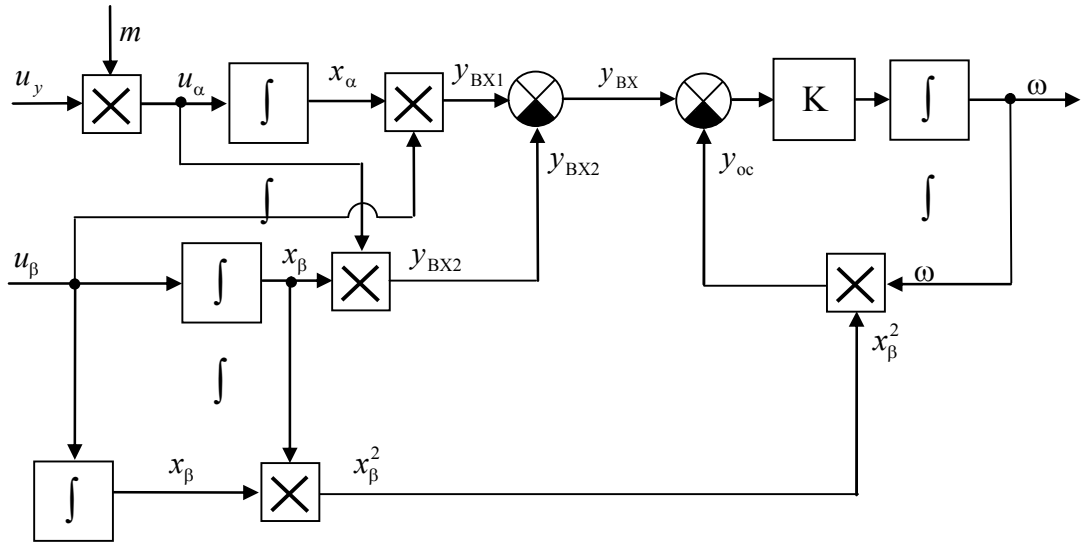 m
u_y
u_α
∫
x_α
y_ВХ1
y_ВХ
K
∫
ω
y_ВХ2
y_ос
∫
∫
u_β
∫
x_β
y_ВХ2
ω
x_β^2
∫
∫
x_β
x_β^2